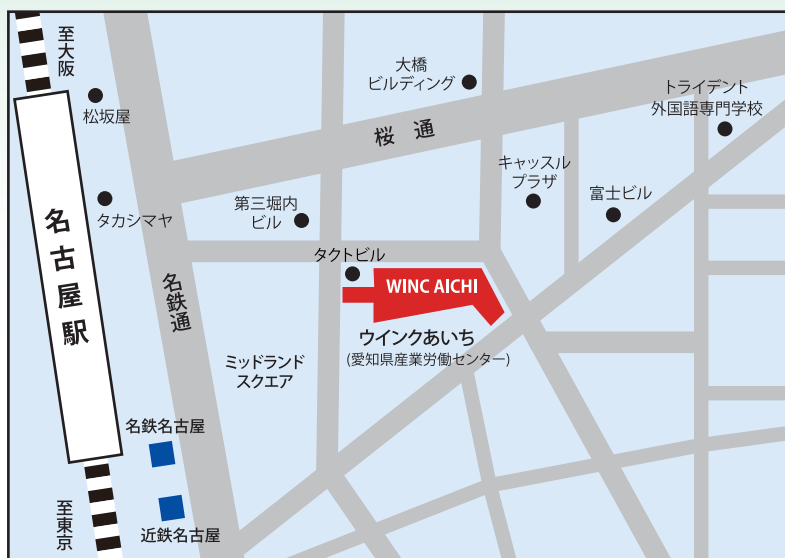 至大阪
松坂屋
大橋
ビルディング
トライデント
外国語専門学校
桜通
キャッスル
プラザ
富士ビル
タカシマヤ
第三堀内
ビル
名古屋駅
名鉄通
タクトビル
WINC AICHI
ウインクあいち
(愛知県産業労働センター)
ミッドランド
スクエア
名鉄名古屋
近鉄名古屋
至東京